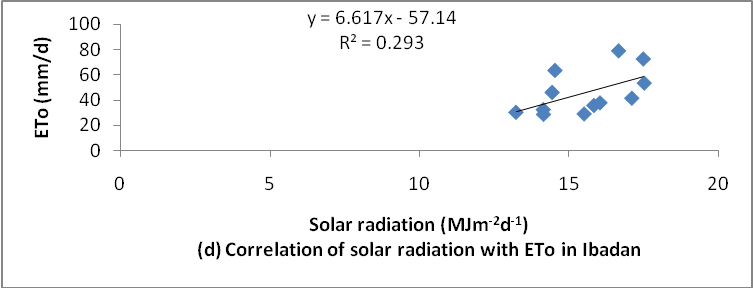 y = 6.617x - 57.14
R² = 0.293
100
80
60
40
20
0
ETo (mm/d)
0 5 10 15 20
Solar radiation (MJm⁻²d⁻¹)
(d) Correlation of solar radiation with ETo in Ibadan